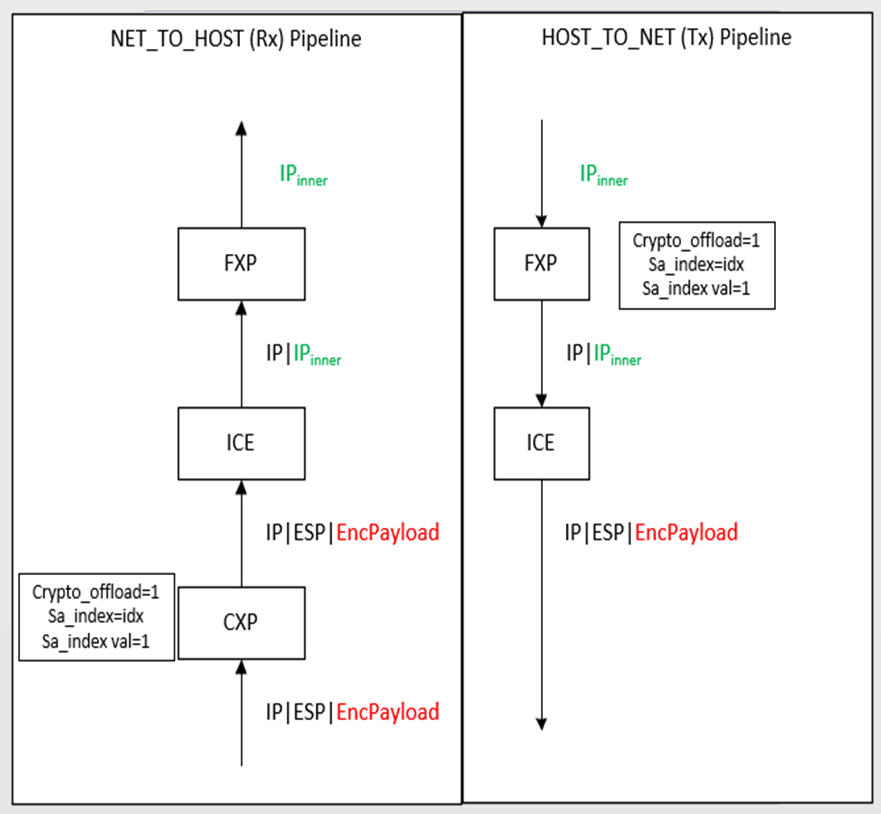 NET_TO_HOST (Rx) Pipeline
IPinner
FXP
IP|IPinner
ICE
IP|ESP|EncPayload
Crypto_offload=1
Sa_index=idx
Sa_index val=1
CXP
IP|ESP|EncPayload
HOST_TO_NET (Tx) Pipeline
IPinner
FXP
Crypto_offload=1
Sa_index=idx
Sa_index val=1
IP|IPinner
ICE
IP|ESP|EncPayload